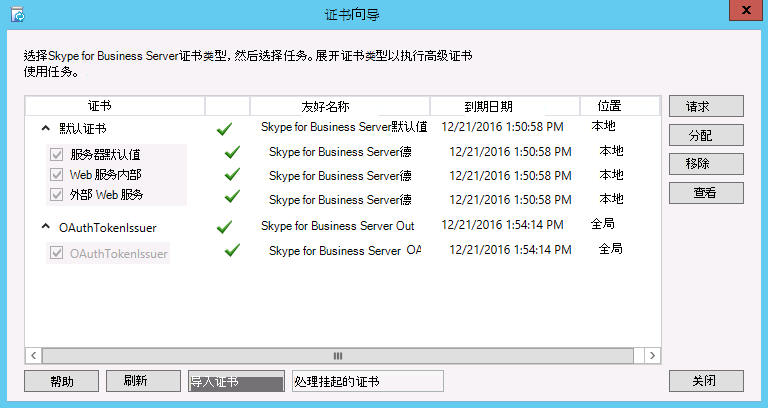 证书向导
x
选择Skype for Business Server证书类型，然后选择任务。展开证书类型以执行高级证书
使用任务。
证书 友好名称 到期日期 位置
默认证书 Skype for Business Server默认值 12/21/2016 1:50:58 PM 本地
服务器默认值 Skype for Business Server德 12/21/2016 1:50:58 PM 本地
Web 服务内部 Skype for Business Server德 12/21/2016 1:50:58 PM 本地
外部 Web 服务 Skype for Business Server德 12/21/2016 1:50:58 PM 本地
OAuthTokenIssuer Skype for Business Server Out 12/21/2016 1:54:14 PM 全局
OAuthTokenIssuer Skype for Business Server OA 12/21/2016 1:54:14 PM 全局
请求
分配
移除
查看
帮助 刷新 导入证书 处理挂起的证书 关闭